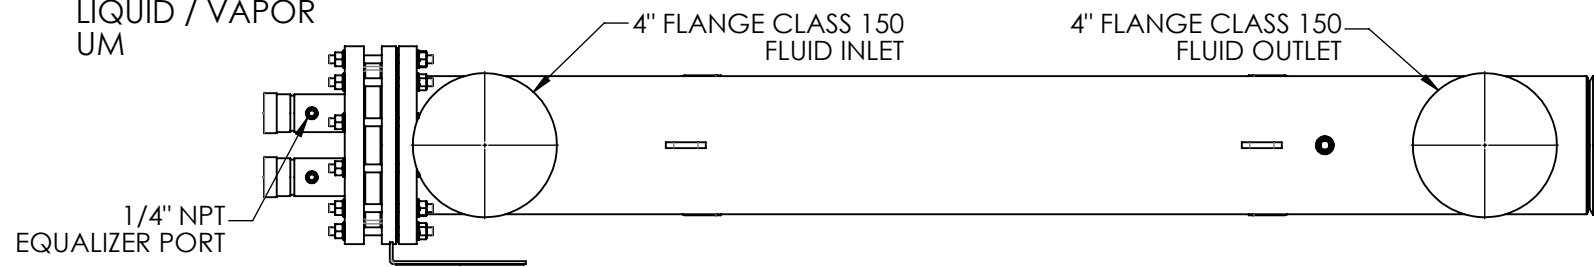 LIQUID / VAPOR
UM
4" FLANGE CLASS 150
FLUID INLET
4" FLANGE CLASS 150
FLUID OUTLET
1/4" NPT
EQUALIZER PORT